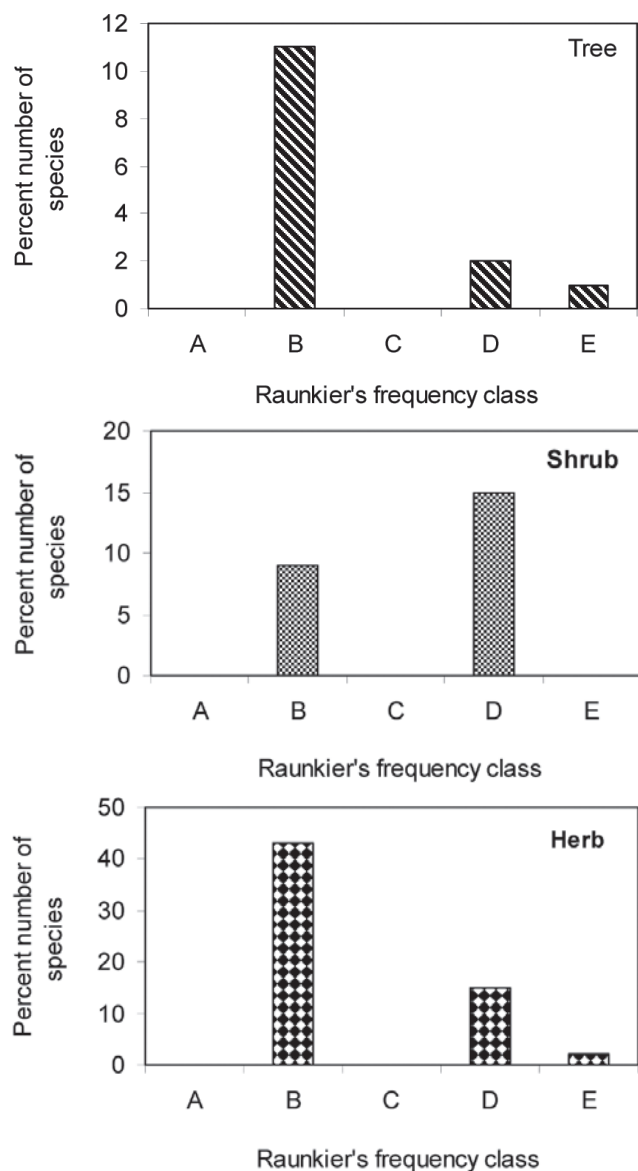 Tree
Percent number of
species
12
10
8
6
4
2
0
A B C D E
Raunkier's frequency class
Shrub
Percent number of
species
20
15
10
5
0
A B C D E
Raunkier's frequency class
Herb
Percent number of
species
50
40
30
20
10
0
A B C D E
Raunkier's frequency class